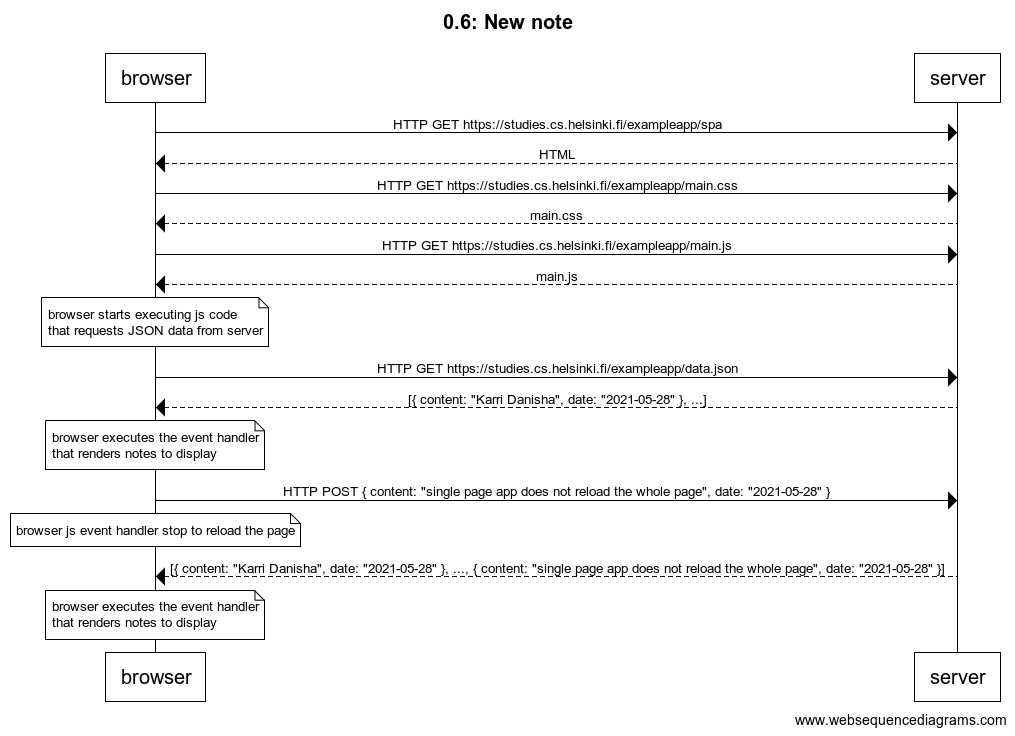 0.6: New note
browser
server
HTTP GET https://studies.cs.helsinki.fi/exampleapp/spa
HTML
HTTP GET https://studies.cs.helsinki.fi/exampleapp/main.css
main.css
HTTP GET https://studies.cs.helsinki.fi/exampleapp/main.js
main.js
browser starts executing js code
that requests JSON data from server
HTTP GET https://studies.cs.helsinki.fi/exampleapp/data.json
[{ content: "Karri Danisha", date: "2021-05-28" }, ...]
browser executes the event handler
that renders notes to display
HTTP POST { content: "single page app does not reload the whole page", date: "2021-05-28" }
browser js event handler stop to reload the page
[{ content: "Karri Danisha", date: "2021-05-28" }, ..., { content: "single page app does not reload the whole page", date: "2021-05-28" }]
browser executes the event handler
that renders notes to display
browser
server
www.websequencediagrams.com